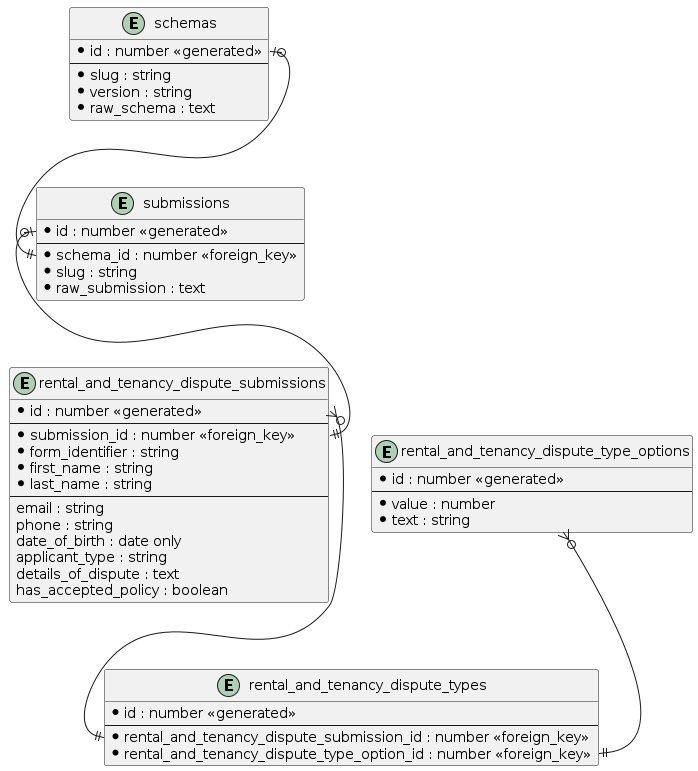 E schemas
• id : number «generated»
• slug : string
• version : string
• raw_schema : text
E submissions
• id : number «generated»
• schema_id : number «foreign_key»
• slug : string
• raw_submission : text
E rental_and_tenancy_dispute_submissions
• id : number «generated»
• submission_id : number «foreign_key»
• form_identifier : string
• first_name : string
• last_name : string
email : string
phone : string
date_of_birth : date only
applicant_type : string
details_of_dispute : text
has_accepted_policy : boolean
E rental_and_tenancy_dispute_type_options
• id : number «generated»
• value : number
• text : string
E rental_and_tenancy_dispute_types
• id : number «generated»
• rental_and_tenancy_dispute_submission_id : number «foreign_key»
• rental_and_tenancy_dispute_type_option_id : number «foreign_key»